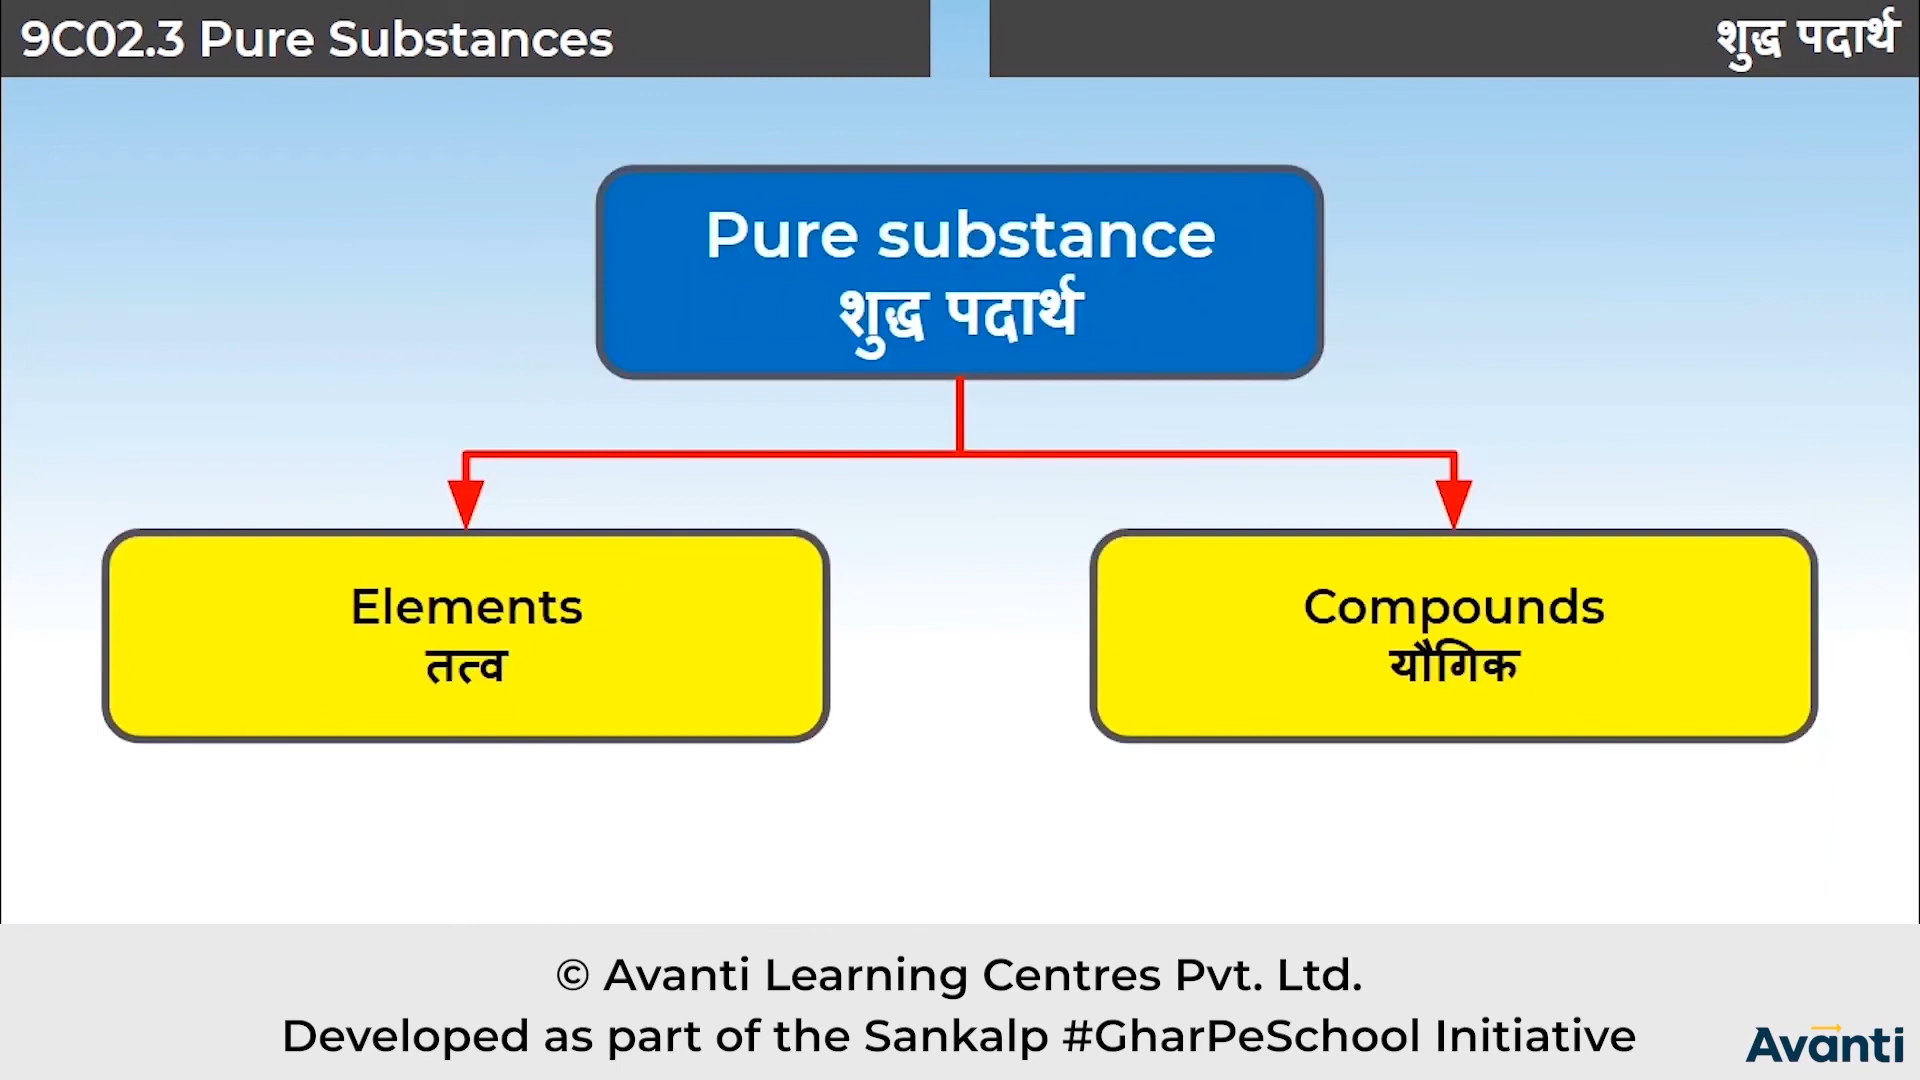 9C02.3 Pure Substances
शुद्ध पदार्थ
Pure substance
शुद्ध पदार्थ
Elements
तत्व
Compounds
यौगिक
© Avanti Learning Centres Pvt. Ltd.
Developed as part of the Sankalp #GharPeSchool Initiative
Avanti